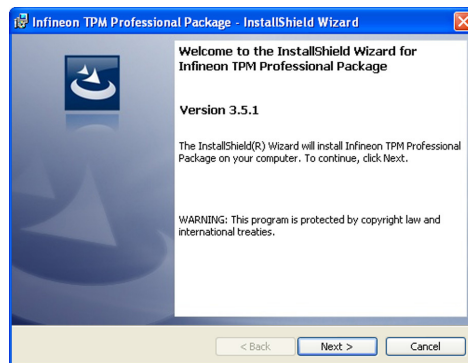 Infineon TPM Professional Package - InstallShield Wizard
Welcome to the InstallShield Wizard for
Infineon TPM Professional Package
Version 3.5.1
The InstallShield(R) Wizard will install Infineon TPM Professional
Package on your computer. To continue, click Next.
WARNING: This program is protected by copyright law and
international treaties.
< Back Next > Cancel